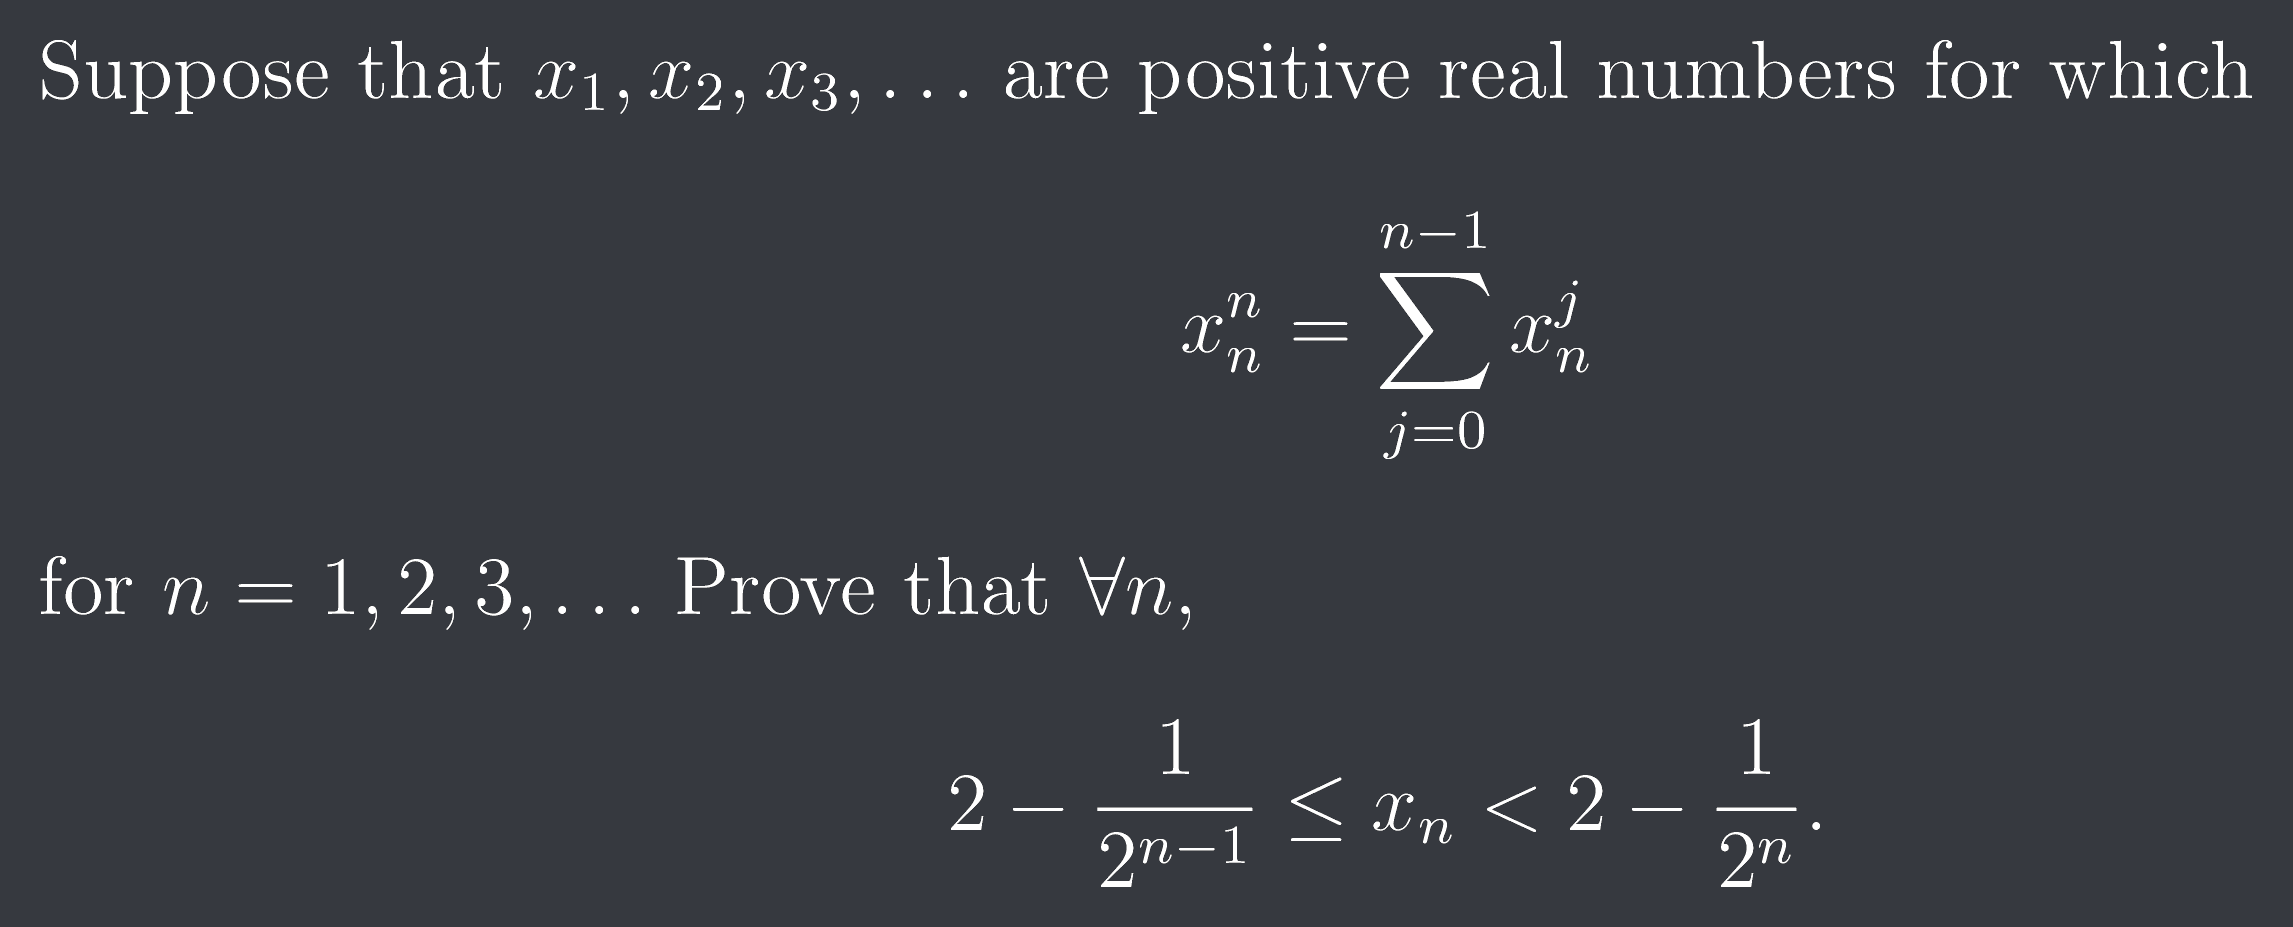 Suppose that $x_1, x_2, x_3, \ldots$ are positive real numbers for which
$$x_n^n = \sum_{j=0}^{n-1} x_n^j$$
for $n = 1, 2, 3, \ldots$ Prove that $\forall n,$
$$2 - \frac{1}{2^{n-1}} \leq x_n < 2 - \frac{1}{2^n}.$$